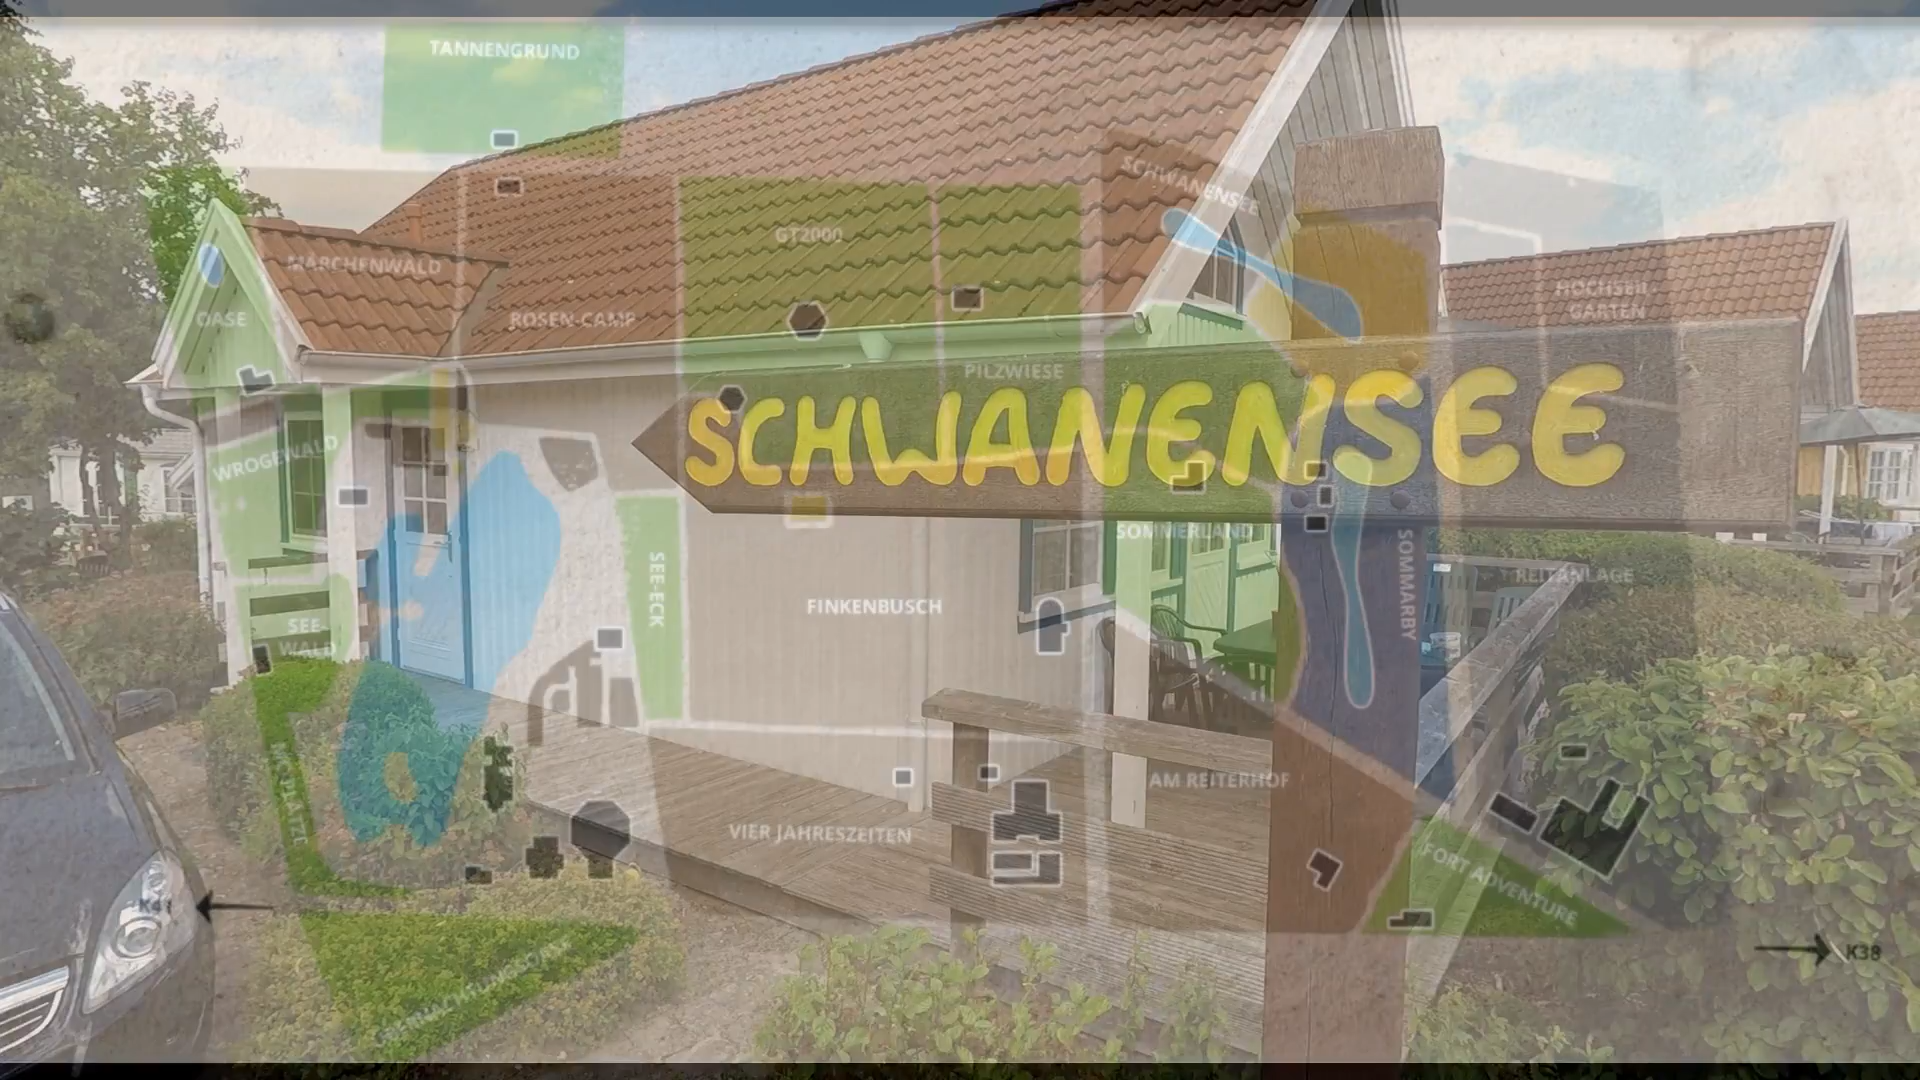 TANNENGRUND
SCHWANENSEE
GT2000
MÄRCHENWALD
OASE
ROSEN-CAMP
HOCHSEIL
GARTEN
PILZWIESE
SCHWANENSEE
WROGEWALD
SOMMERLAND
SOMMARBY
REITANLAGE
SEE-ECK
FINKENBUSCH
SEE-
WALD
AM REITERHOF
VIER JAHRESZEITEN
FORT ADVENTURE
K41
K38